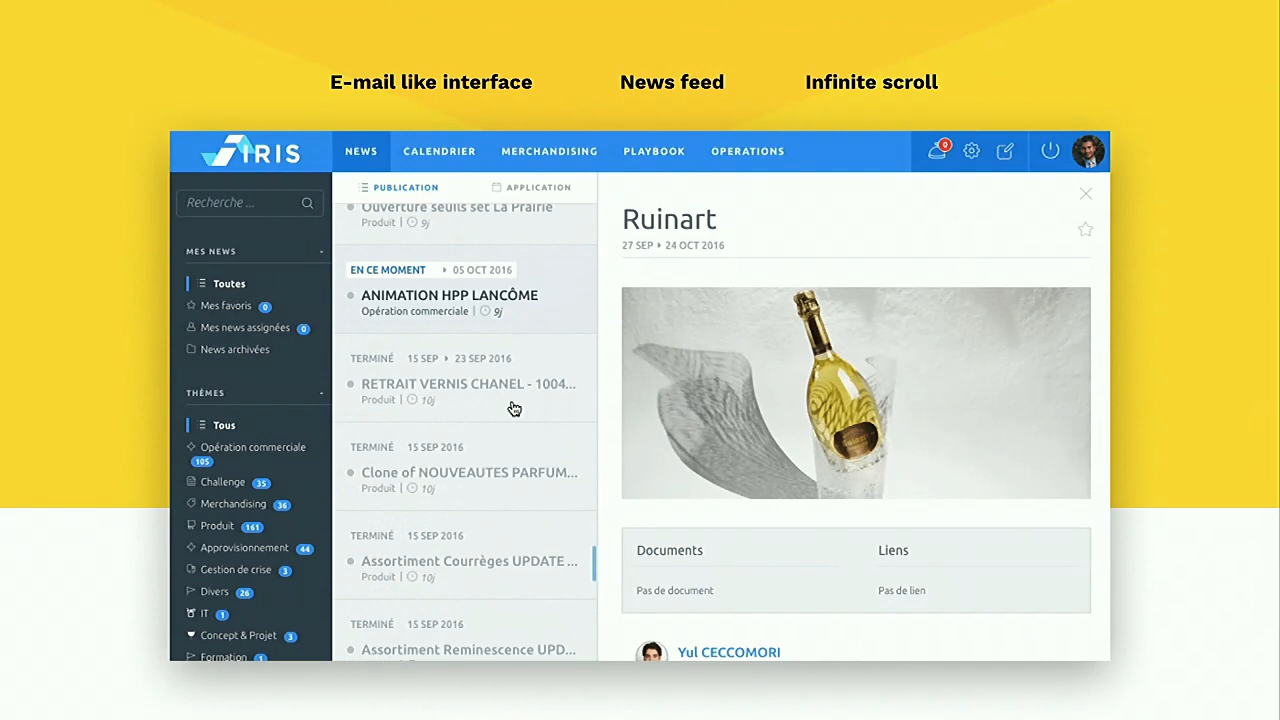 E-mail like interface
News feed
Infinite scroll
IRIS
NEWS
CALENDRIER
MERCHANDISING
PLAYBOOK
OPERATIONS
0
Recherche ...
MES NEWS -
Toutes
Mes favoris 0
Mes news assignées 0
News archivées
THÈMES -
Tous
Opération commerciale
105
Challenge 35
Merchandising 36
Produit 161
Approvisionnement 44
Gestion de crise 3
Divers 26
IT 1
Concept & Projet 3
Formation 1
PUBLICATION
APPLICATION
Ouverture seuils set La Prairie
Produit | 9j
EN CE MOMENT 05 OCT 2016
ANIMATION HPP LANCÔME
Opération commerciale | 9j
TERMINÉ 15 SEP 23 SEP 2016
RETRAIT VERNIS CHANEL - 1004...
Produit | 10j
TERMINÉ 15 SEP 2016
Clone of NOUVEAUTES PARFUM...
Produit | 10j
TERMINÉ 15 SEP 2016
Assortiment Courrèges UPDATE ...
Produit | 10j
TERMINÉ 15 SEP 2016
Assortiment Reminescence UPD...
Ruinart
27 SEP 24 OCT 2016
Ruinart
Documents
Pas de document
Liens
Pas de lien
Yul CECCOMORI